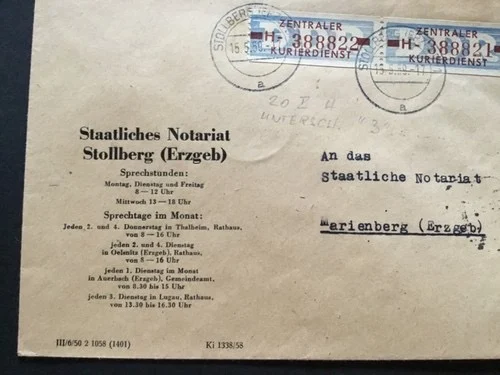 ZENTRALER
H- 388822
KURIERDIENST
ZENTRALER
H- 388821
KURIERDIENST
STOLLBERG
16.5.59
a
a
Staatliches Notariat
Stollberg (Erzgeb)
Sprechstunden:
Montag, Dienstag und Freitag
8 — 12 Uhr
Mittwoch 13 — 18 Uhr
Sprechtage im Monat:
Jeden 2. und 4. Donnerstag in Thalheim, Rathaus,
von 8 — 16 Uhr
jeden 2. und 4. Dienstag
in Oelsnitz (Erzgeb), Rathaus,
von 8 — 16 Uhr
jeden 1. Dienstag im Monat
in Auerbach (Erzgeb), Gemeindeamt,
von 8.30 bis 15 Uhr
jeden 3. Dienstag in Lugau, Rathaus,
von 13.30 bis 16.30 Uhr
An das
Staatliche Notariat
Marienberg (Erzgeb)
III/6/50 2 1058 (1401)
Ki 1338/58